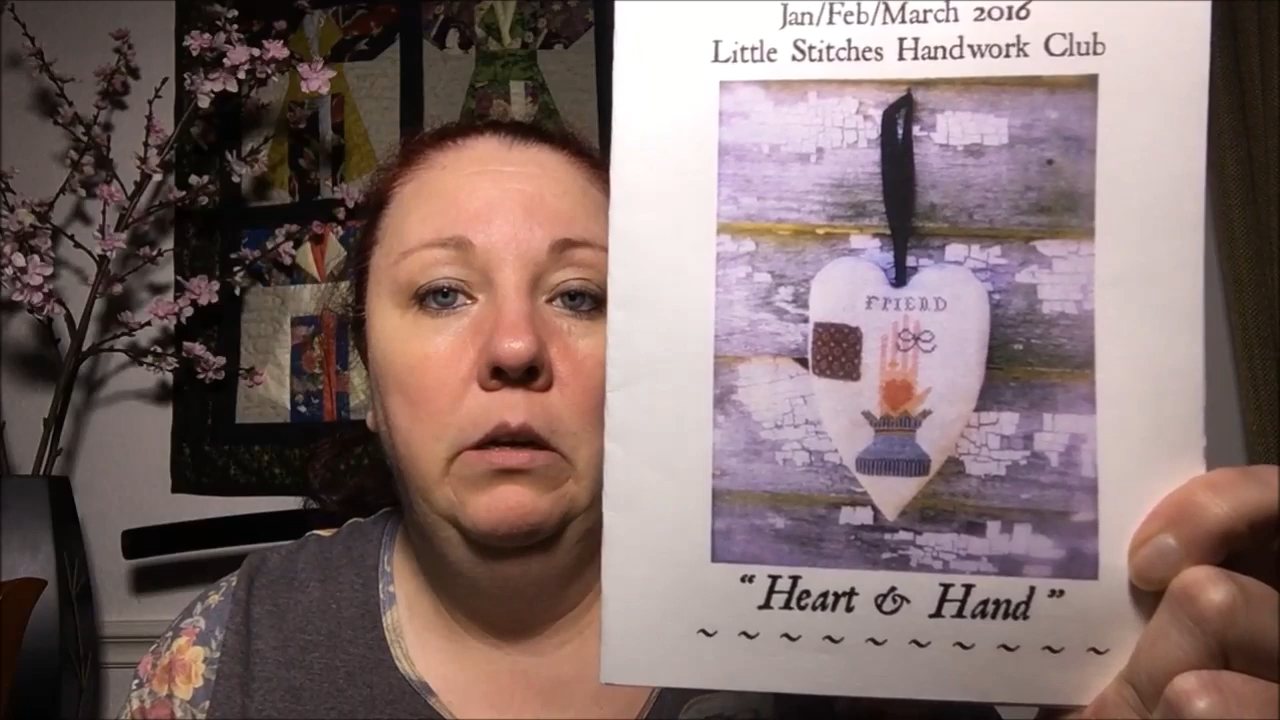 Jan/Feb/March 2016
Little Stitches Handwork Club
FRIEND
"Heart & Hand"
~ ~ ~ ~ ~ ~ ~ ~ ~ ~